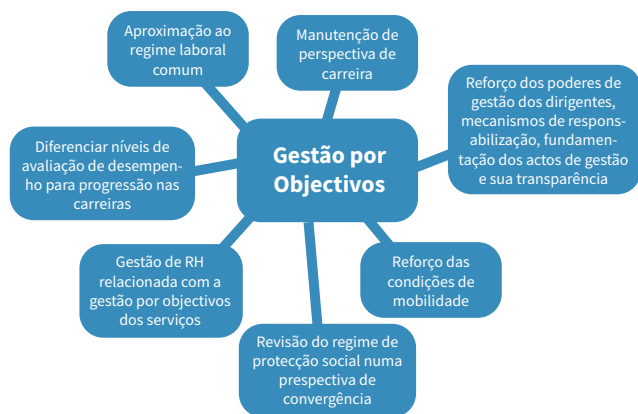 Aproximação ao
regime laboral
comum
Manutenção de
perspectiva de
carreira
Reforço dos poderes de
gestão dos dirigentes,
mecanismos de respons-
abilização, fundamen-
tação dos actos de gestão
e sua transparência
Diferenciar níveis de
avaliação de desempen-
ho para progressão nas
carreiras
Gestão por
Objectivos
Gestão de RH
relacionada com a
gestão por objectivos
dos serviços
Reforço das
condições de
mobilidade
Revisão do regime de
protecção social numa
prespectiva de
convergência